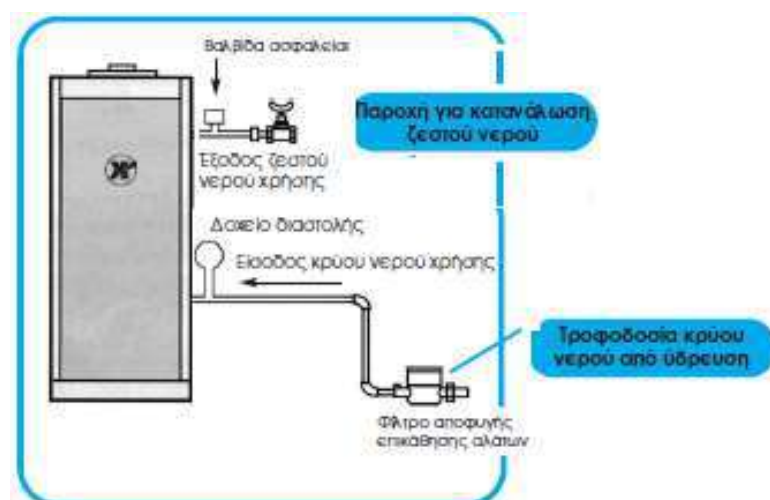 Βαλβίδα ασφαλείας
Παροχή για κατανάλωση
ζεστού νερού
Έξοδος ζεστού
νερού χρήσης
Δοχείο διαστολής
Είσοδος κρύου νερού χρήσης
Τροφοδοσία κρύου
νερού από ύδρευση
Φίλτρο αποφυγής
επικάθησης αλάτων